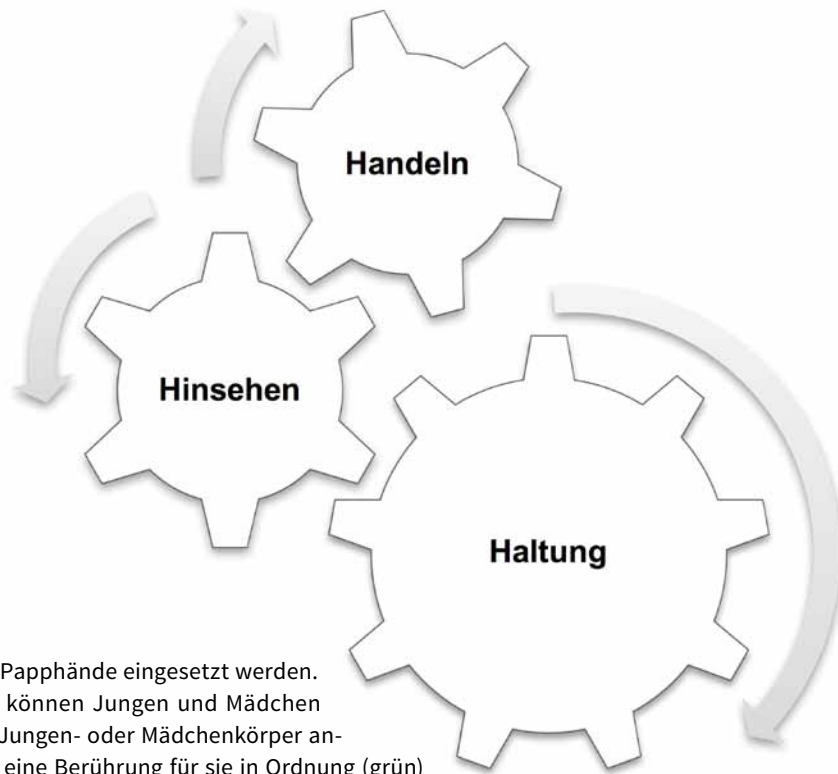 Handeln
Hinsehen
Haltung
Papphände eingesetzt werden.
können Jungen und Mädchen
Jungen- oder Mädchenkörper an-
eine Berührung für sie in Ordnung (grün)